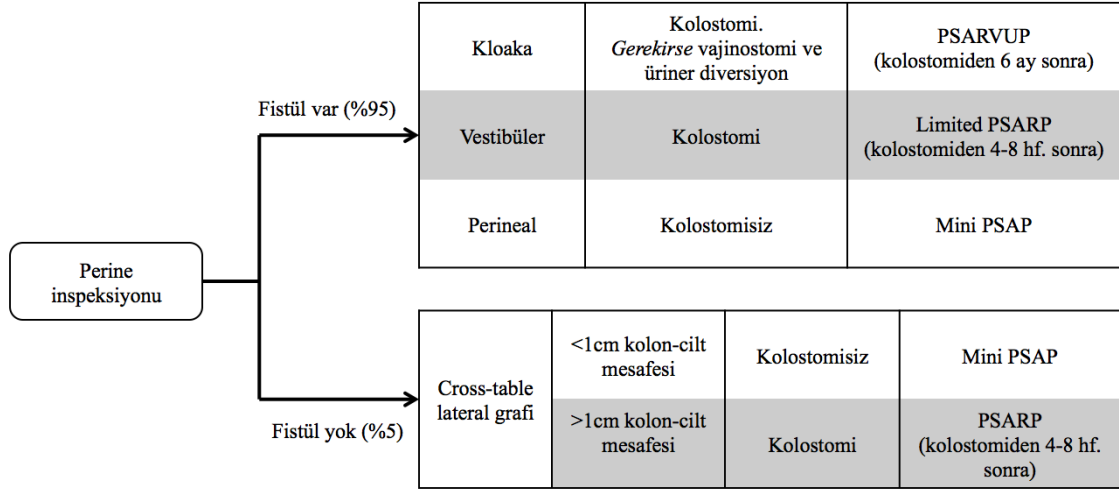 Perine
inspeksiyonu
Fistül var (%95)
Kloaka
Kolostomi.
Gerekirse vajinostomi ve
üriner diversiyon
PSARVUP
(kolostomiden 6 ay sonra)
Vestibüler
Kolostomi
Limited PSARP
(kolostomiden 4-8 hf. sonra)
Perineal
Kolostomisiz
Mini PSAP
Fistül yok (%5)
Cross-table
lateral grafi
<1cm kolon-cilt
mesafesi
Kolostomisiz
Mini PSAP
>1cm kolon-cilt
mesafesi
Kolostomi
PSARP
(kolostomiden 4-8 hf.
sonra)